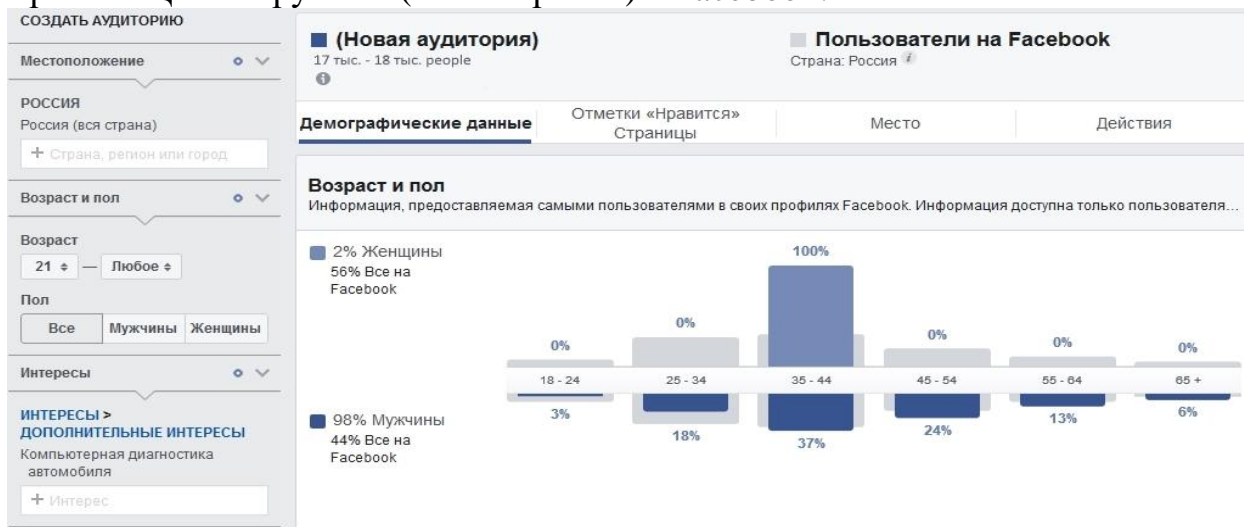 СОЗДАТЬ АУДИТОРИЮ
Местоположение
РОССИЯ
Россия (вся страна)
+ Страна, регион или город
Возраст и пол
Возраст
21 — Любое
Пол
Все Мужчины Женщины
Интересы
ИНТЕРЕСЫ >
ДОПОЛНИТЕЛЬНЫЕ ИНТЕРЕСЫ
Компьютерная диагностика
автомобиля
+ Интерес
(Новая аудитория)
17 тыс. - 18 тыс. people
Пользователи на Facebook
Страна: Россия
Демографические данные
Отметки «Нравится»
Страницы
Место
Действия
Возраст и пол
Информация, предоставляемая самыми пользователями в своих профилях Facebook. Информация доступна только пользователя...
2% Женщины
56% Все на
Facebook
0% 0% 100% 0% 0% 0%
18 - 24 25 - 34 35 - 44 45 - 54 55 - 64 65 +
3% 18% 37% 24% 13% 6%
98% Мужчины
44% Все на
Facebook